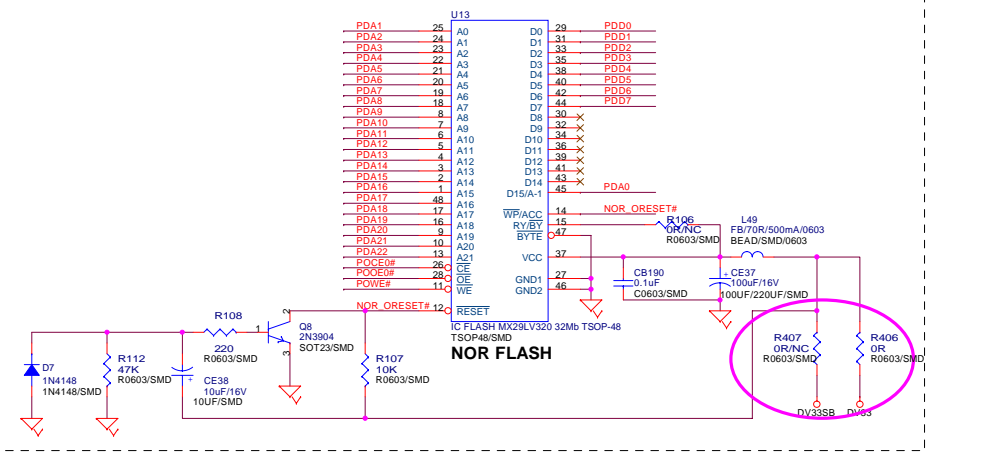 U13
PDA1 25 A0 D0 29 PDD0
PDA2 24 A1 D1 31 PDD1
PDA3 23 A2 D2 33 PDD2
PDA4 22 A3 D3 35 PDD3
PDA5 21 A4 D4 38 PDD4
PDA6 20 A5 D5 40 PDD5
PDA7 19 A6 D6 42 PDD6
PDA8 18 A7 D7 44 PDD7
PDA9 8 A8 D8 30
PDA10 7 A9 D9 32
PDA11 6 A10 D10 34
PDA12 5 A11 D11 36
PDA13 4 A12 D12 39
PDA14 3 A13 D13 41
PDA15 2 A14 D14 43
PDA16 1 A15 D15/A-1 45 PDA0
PDA17 48 A16
PDA18 17 A17 WP/ACC 14 NOR_ORESET#
PDA19 16 A18 RY/BY 15
PDA20 9 A19 BYTE 47
PDA21 10 A20
PDA22 13 A21 VCC 37
POCE0# 26 CE
POOE0# 28 OE GND1 27
POWE# 11 WE GND2 46
NOR_ORESET# 12 RESET
IC FLASH MX29LV320 32Mb TSOP-48
TSOP48/SMD
NOR FLASH
R106
0R/NC
R0603/SMD
L49
FB/70R/500mA/0603
BEAD/SMD/0603
CB190
0.1uF
C0603/SMD
CE37
+
100uF/16V
100UF/220UF/SMD
R407
0R/NC
R0603/SMD
R406
0R
R0603/SMD
DV33SB
DV33
D7
1N4148
1N4148/SMD
R112
47K
R0603/SMD
CE38
+
10uF/16V
10UF/SMD
R108
220
R0603/SMD
1
2
3
Q8
2N3904
SOT23/SMD
R107
10K
R0603/SMD